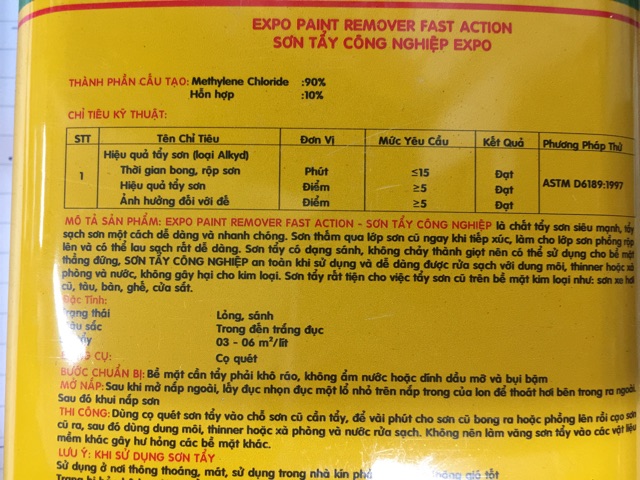 EXPO PAINT REMOVER FAST ACTION
SƠN TẨY CÔNG NGHIỆP EXPO
THÀNH PHẦN CẤU TẠO: Methylene Chloride :90%
Hỗn hợp :10%
CHỈ TIÊU KỸ THUẬT:
STT Tên Chỉ Tiêu Đơn Vị Mức Yêu Cầu Kết Quả Phương Pháp Thử
1 Hiệu quả tẩy sơn (loại Alkyd) ASTM D6189:1997
Thời gian bong, rộp sơn Phút ≤15 Đạt
Hiệu quả tẩy sơn Điểm ≥5 Đạt
Ảnh hưởng đối với đế Điểm ≥5 Đạt
MÔ TẢ SẢN PHẨM: EXPO PAINT REMOVER FAST ACTION - SƠN TẨY CÔNG NGHIỆP là chất tẩy sơn siêu mạnh, tẩy
sạch sơn một cách dễ dàng và nhanh chóng. Sơn thấm qua lớp sơn cũ ngay khi tiếp xúc, làm cho lớp sơn phồng rộp
lên và có thể lau sạch rất dễ dàng. Sơn tẩy có dạng sánh, không chảy thành giọt nên có thể sử dụng cho bề mặt
thẳng đứng, SƠN TẨY CÔNG NGHIỆP an toàn khi sử dụng và dễ dàng được rửa sạch với dung môi, thinner hoặc xà
phòng và nước, không gây hại cho kim loại. Sơn tẩy rất tiện cho việc tẩy sơn cũ trên bề mặt kim loại như: sơn xe hơi
cũ, tàu, bàn, ghế, cửa sắt.
Đặc Tính:
Trạng thái Lỏng, sánh
Màu sắc Trong đến trắng đục
03 - 06 m²/lít
CỤ: Cọ quét
BƯỚC CHUẨN BỊ: Bề mặt cần tẩy phải khô ráo, không ẩm nước hoặc dính dầu mỡ và bụi bặm
MỞ NẮP: Sau khi mở nắp ngoài, lấy đục nhọn đục một lổ nhỏ trên nắp trong của lon để thoát hơi bên trong ra ngoài.
Sau đó khui nắp sơn
THI CÔNG: Dùng cọ quét sơn tẩy vào chỗ sơn cũ cần tẩy, để vài phút cho sơn cũ bong ra hoặc phồng lên rồi cạo sơn
cũ ra, sau đó dùng dung môi, thinner hoặc xà phòng và nước rửa sạch. Không nên làm văng sơn tẩy vào các vật liệu
mềm khác gây hư hỏng các bề mặt khác.
LƯU Ý: KHI SỬ DỤNG SƠN TẨY
Sử dụng ở nơi thông thoáng, mát, sử dụng trong nhà kín gió tốt